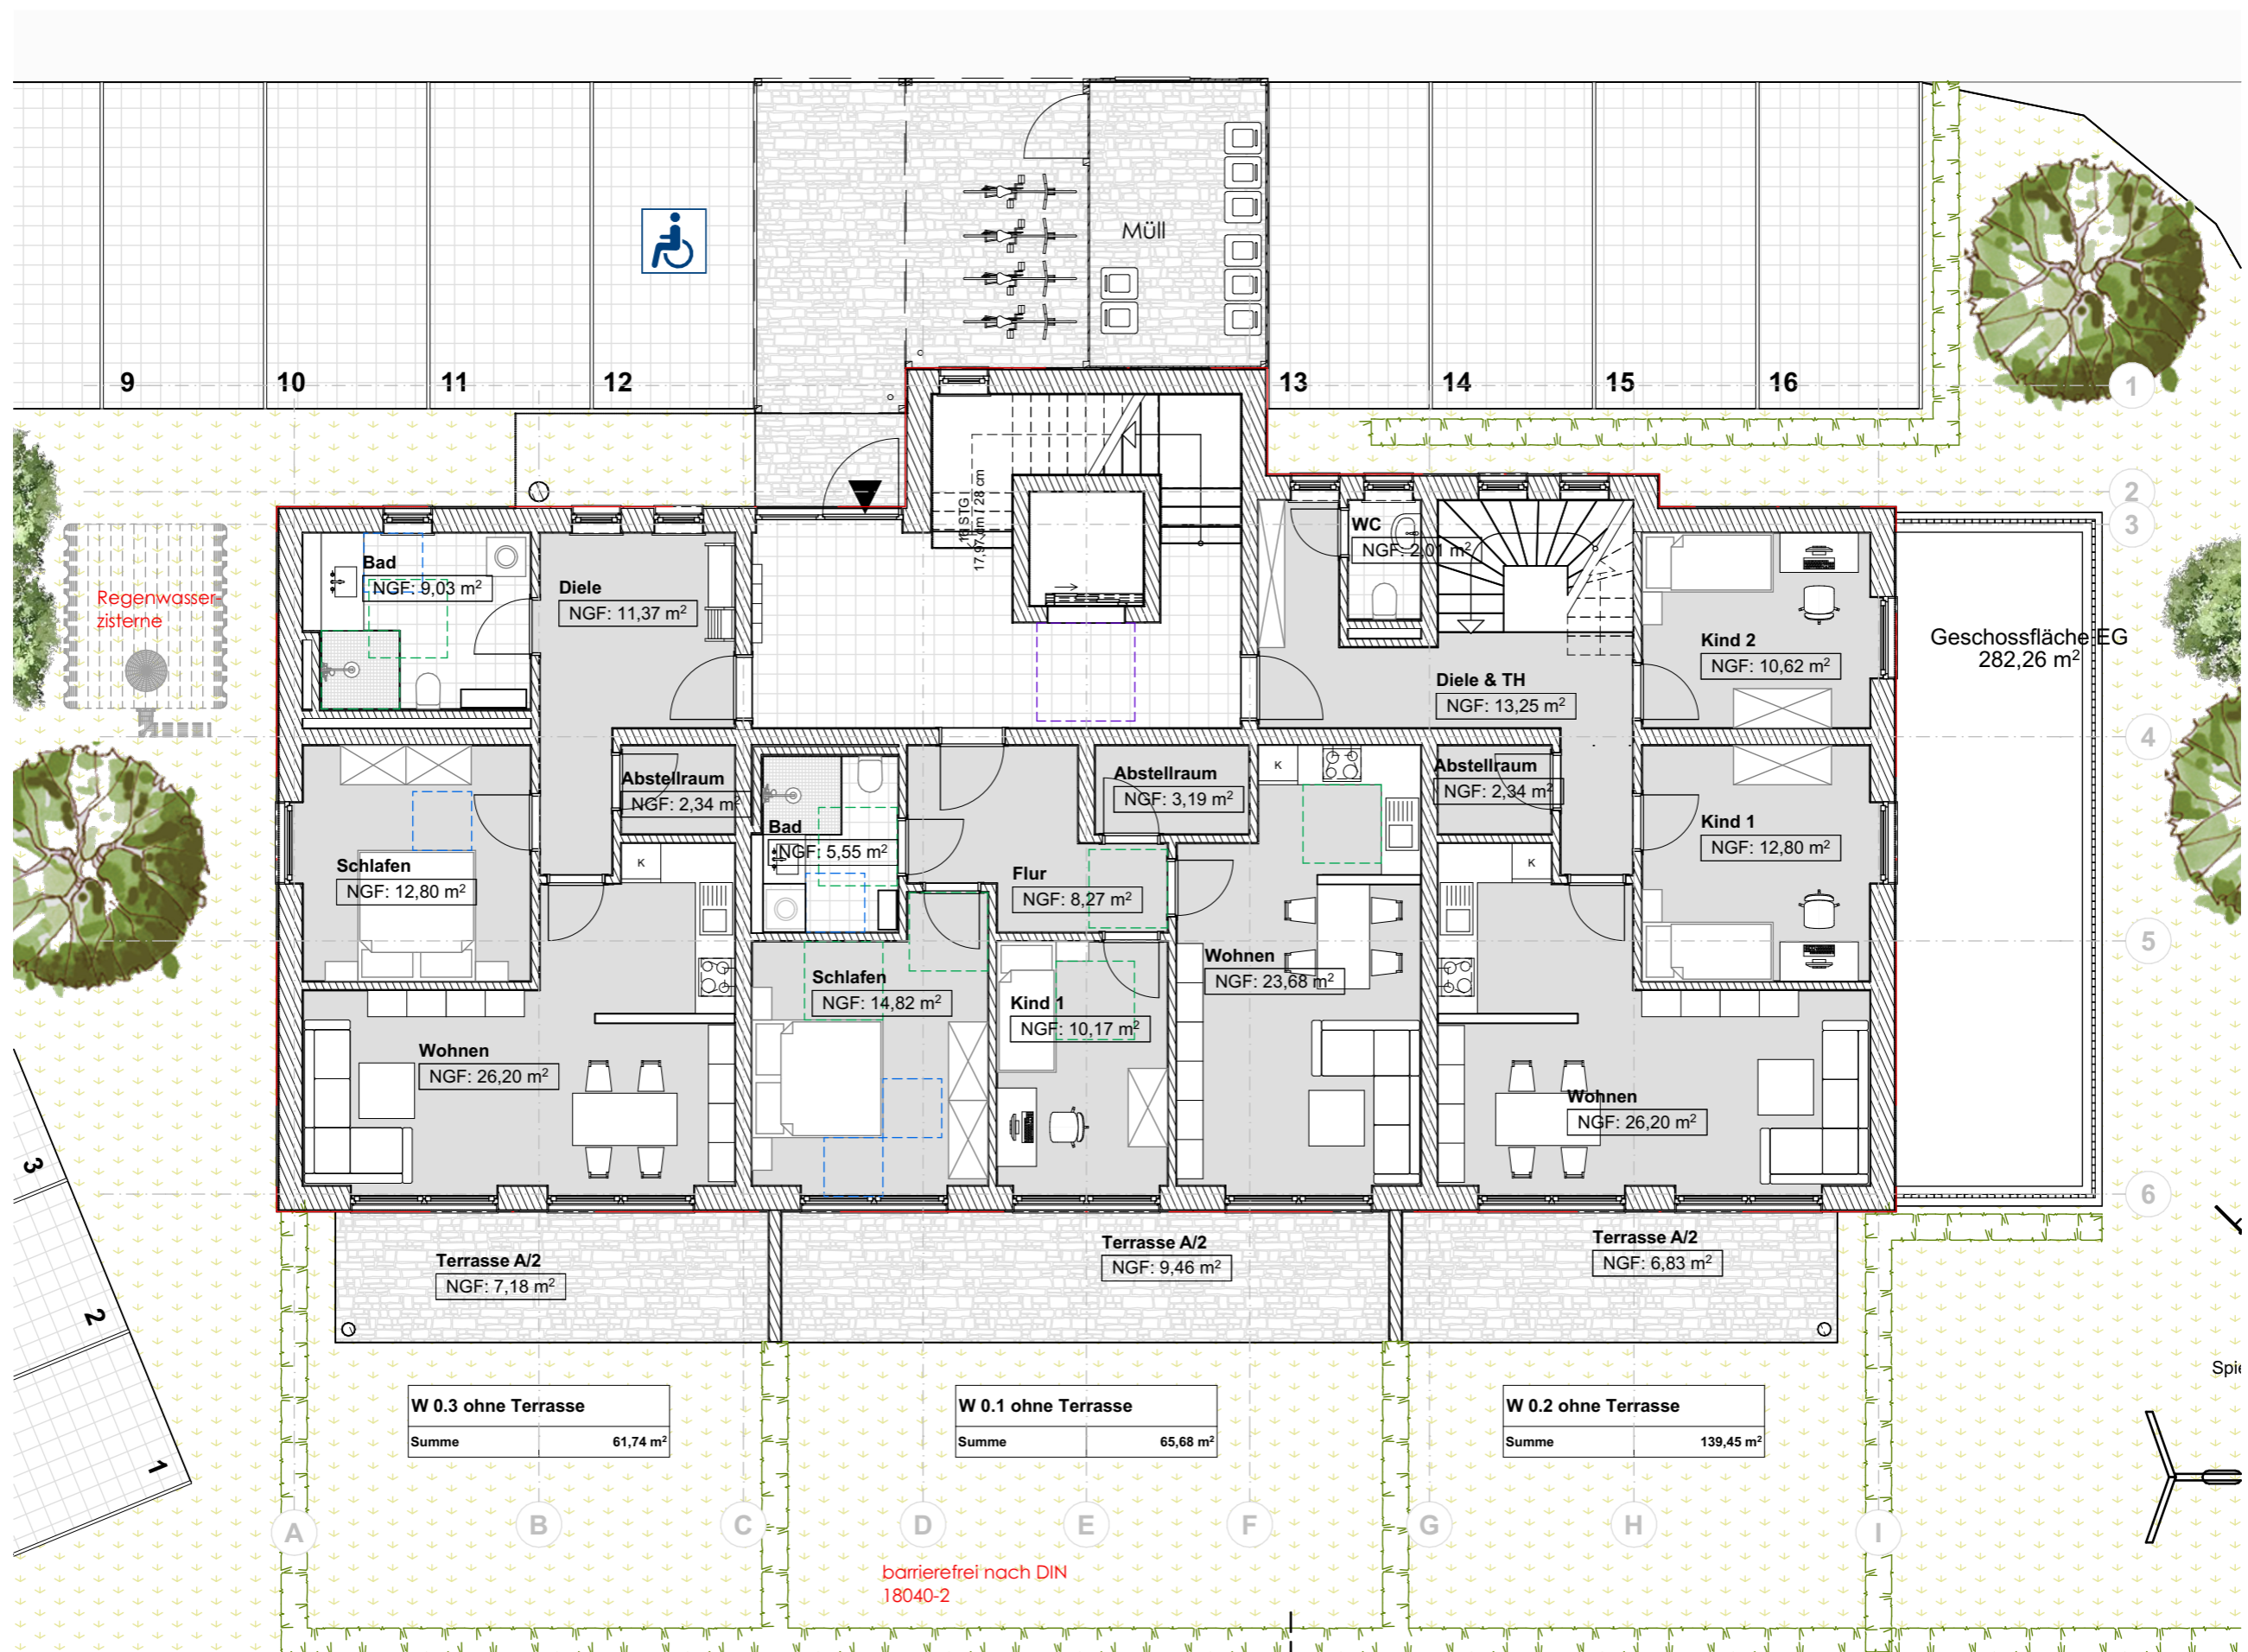 Müll
9
10
11
12
13
14
15
16
1
2
3
WC
NGF: 2,01 m²
16 STG
28 cm
Bad
NGF: 9,03 m²
Diele
NGF: 11,37 m²
Regenwasser-
zisterne
Kind 2
NGF: 10,62 m²
Geschossfläche EG
282,26 m²
Diele & TH
NGF: 13,25 m²
4
Abstellraum
NGF: 2,34 m²
Abstellraum
NGF: 3,19 m²
K
Abstellraum
NGF: 2,34 m²
Bad
NGF: 5,55 m²
Kind 1
NGF: 12,80 m²
Schlafen
NGF: 12,80 m²
K
Flur
NGF: 8,27 m²
K
5
Wohnen
NGF: 23,68 m²
Schlafen
NGF: 14,82 m²
Kind 1
NGF: 10,17 m²
Wohnen
NGF: 26,20 m²
Wohnen
NGF: 26,20 m²
3
6
Terrasse A/2
NGF: 7,18 m²
Terrasse A/2
NGF: 9,46 m²
Terrasse A/2
NGF: 6,83 m²
2
Spie
W 0.3 ohne Terrasse
Summe 61,74 m²
W 0.1 ohne Terrasse
Summe 65,68 m²
W 0.2 ohne Terrasse
Summe 139,45 m²
1
A
B
C
D
E
F
G
H
I
barrierefrei nach DIN
18040-2